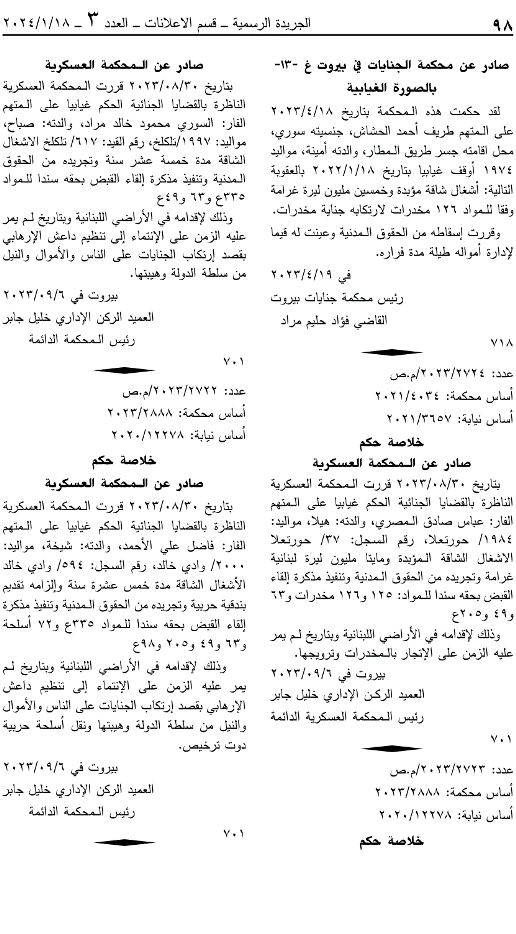 ٩٨
الجريدة الرسمية ـ قسم الاعلانات ـ العدد ٣ ـ ٢٠٢٤/١/١٨
صادر عن محكمة الجنايات في بيروت غ -١٣-
بالصورة الغيابية
لقد حكمت هذه المحكمة بتاريخ ٢٠٢٣/٤/١٨
على المتهم طريف أحمد الحشاش، جنسيته سوري،
محل اقامته جسر طريق المطار، والدته أمينة، مواليد
١٩٧٤ أوقف غيابيا بتاريخ ٢٠٢٢/١/١٨ بالعقوبة
التالية: أشغال شاقة مؤبدة وخمسين مليون ليرة غرامة
وفقا للمواد ١٢٦ مخدرات لارتكابه جناية مخدرات.
وقررت إسقاطه من الحقوق المدنية وعينت له قيما
لإدارة أمواله طيلة مدة فراره.
في ٢٠٢٣/٤/١٩
رئيس محكمة جنايات بيروت
القاضي فؤاد حليم مراد
٧١٨
عدد: ٢٠٢٣/٢٧٢٤/م.ص
أساس محكمة: ٢٠٢١/٤٠٣٤
أساس نيابة: ٢٠٢١/٣٦٥٧
خلاصة حكم
صادر عن المحكمة العسكرية
بتاريخ ٢٠٢٣/٠٨/٣٠ قررت المحكمة العسكرية
الناظرة بالقضايا الجنائية الحكم غيابيا على المتهم
الفار: عباس صادق المصري، والدته: هيلا، مواليد:
١٩٨٤/ حورتعلا، رقم السجل: ٣٧/ حورتعلا
الاشغال الشاقة المؤبدة ومايتا مليون ليرة لبنانية
غرامة وتجريده من الحقوق المدنية وتنفيذ مذكرة إلقاء
القبض بحقه سندا للمواد: ١٢٥ و١٢٦ مخدرات و٦٣
و٤٩ و٢٠٥ع
وذلك لإقدامه في الأراضي اللبنانية وبتاريخ لم يمر
عليه الزمن على الإتجار بالمخدرات وترويجها.
بيروت في ٢٠٢٣/٠٩/٦
العميد الركن الإداري خليل جابر
رئيس المحكمة العسكرية الدائمة
٧٠١
عدد: ٢٠٢٣/٢٧٢٣/م.ص
أساس محكمة: ٢٠٢٣/٢٨٨٨
أساس نيابة: ٢٠٢٠/١٢٢٧٨
خلاصة حكم
صادر عن المحكمة العسكرية
بتاريخ ٢٠٢٣/٠٨/٣٠ قررت المحكمة العسكرية
الناظرة بالقضايا الجنائية الحكم غيابيا على المتهم
الفار: السوري محمود خالد مراد، والدته: صباح،
مواليد: ١٩٩٧/تلكلخ، رقم القيد: ٦١٧/ تلكلخ الاشغال
الشاقة مدة خمسة عشر سنة وتجريده من الحقوق
المدنية وتنفيذ مذكرة إلقاء القبض بحقه سندا للمواد
٣٣٥ع و٦٣ و٤٩ع
وذلك لإقدامه في الأراضي اللبنانية وبتاريخ لم يمر
عليه الزمن على الإنتماء إلى تنظيم داعش الإرهابي
بقصد إرتكاب الجنايات على الناس والأموال والنيل
من سلطة الدولة وهيبتها.
بيروت في ٢٠٢٣/٠٩/٦
العميد الركن الإداري خليل جابر
رئيس المحكمة الدائمة
٧٠١
عدد: ٢٠٢٣/٢٧٢٢/م.ص
أساس محكمة: ٢٠٢٣/٢٨٨٨
أساس نيابة: ٢٠٢٠/١٢٢٧٨
خلاصة حكم
صادر عن المحكمة العسكرية
بتاريخ ٢٠٢٣/٠٨/٣٠ قررت المحكمة العسكرية
الناظرة بالقضايا الجنائية الحكم غيابيا على المتهم
الفار: فاضل علي الأحمد، والدته: شيخة، مواليد:
٢٠٠٠/ وادي خالد، رقم السجل: ٥٩٤/ وادي خالد
الأشغال الشاقة مدة خمس عشرة سنة وإلزامه تقديم
بندقية حربية وتجريده من الحقوق المدنية وتنفيذ مذكرة
إلقاء القبض بحقه سندا للمواد ٣٣٥ع و٧٢ أسلحة
و٦٣ و٤٩ و٢٠٥ و٩٨ع
وذلك لإقدامه في الأراضي اللبنانية وبتاريخ لم
يمر عليه الزمن على الإنتماء إلى تنظيم داعش
الإرهابي بقصد إرتكاب الجنايات على الناس والأموال
والنيل من سلطة الدولة وهيبتها ونقل أسلحة حربية
دوت ترخيص.
بيروت في ٢٠٢٣/٠٩/٦
العميد الركن الإداري خليل جابر
رئيس المحكمة الدائمة
٧٠١